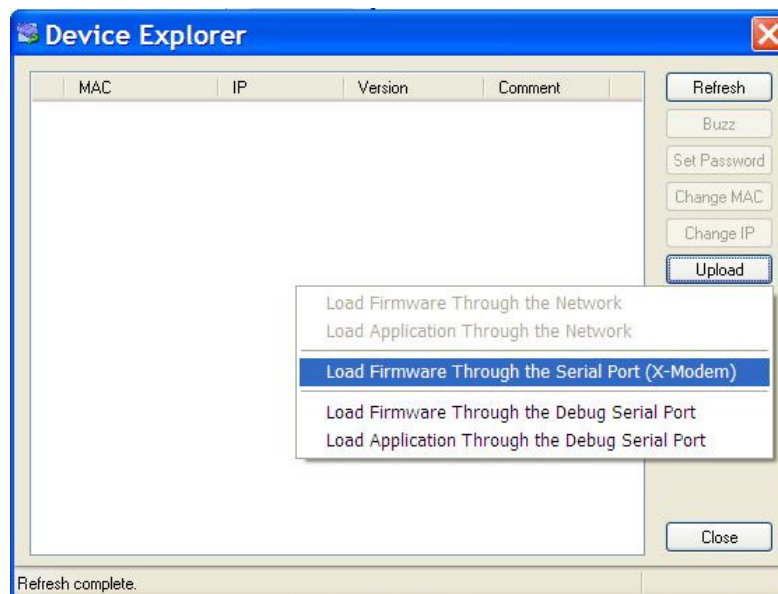 Device Explorer
MAC IP Version Comment
Refresh
Buzz
Set Password
Change MAC
Change IP
Upload
Load Firmware Through the Network
Load Application Through the Network
Load Firmware Through the Serial Port (X-Modem)
Load Firmware Through the Debug Serial Port
Load Application Through the Debug Serial Port
Close
Refresh complete.